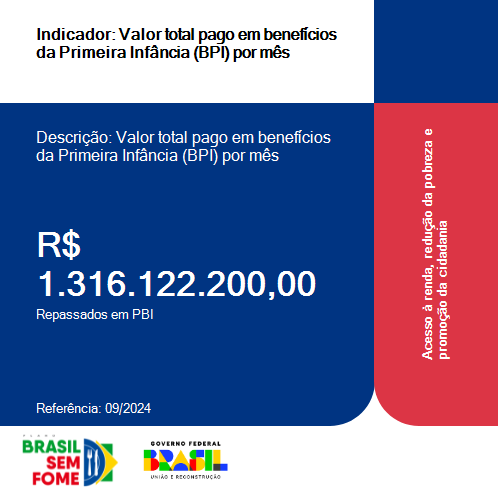 Indicador: Valor total pago em benefícios
da Primeira Infância (BPI) por mês
Descrição: Valor total pago em benefícios
da Primeira Infância (BPI) por mês
R$
1.316.122.200,00
Repassados em PBI
Referência: 09/2024
Acesso à renda, redução da pobreza e
promoção da cidadania
PLANO
BRASIL
SEM
FOME
GOVERNO FEDERAL
BRASIL
UNIÃO E RECONSTRUÇÃO